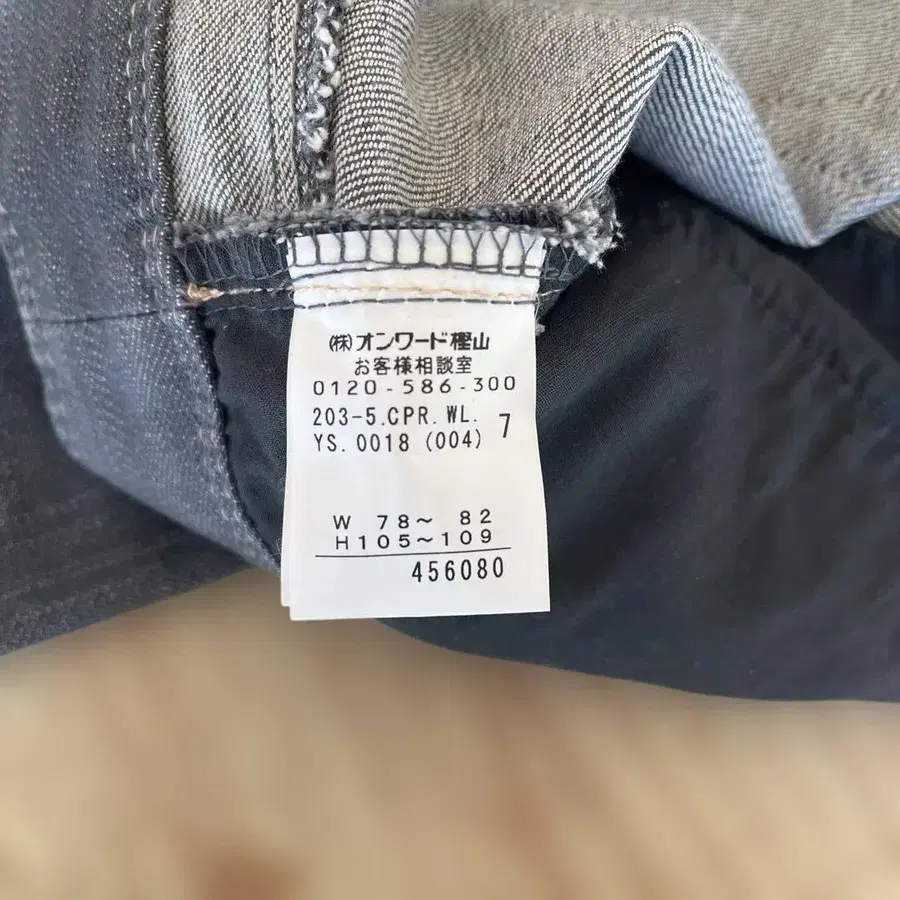 (株)オンワード樫山
お客様相談室
0120-586-300
203-5.CPR.WL. 7
YS.0018 (004)
W 78～ 82
H105～109
456080